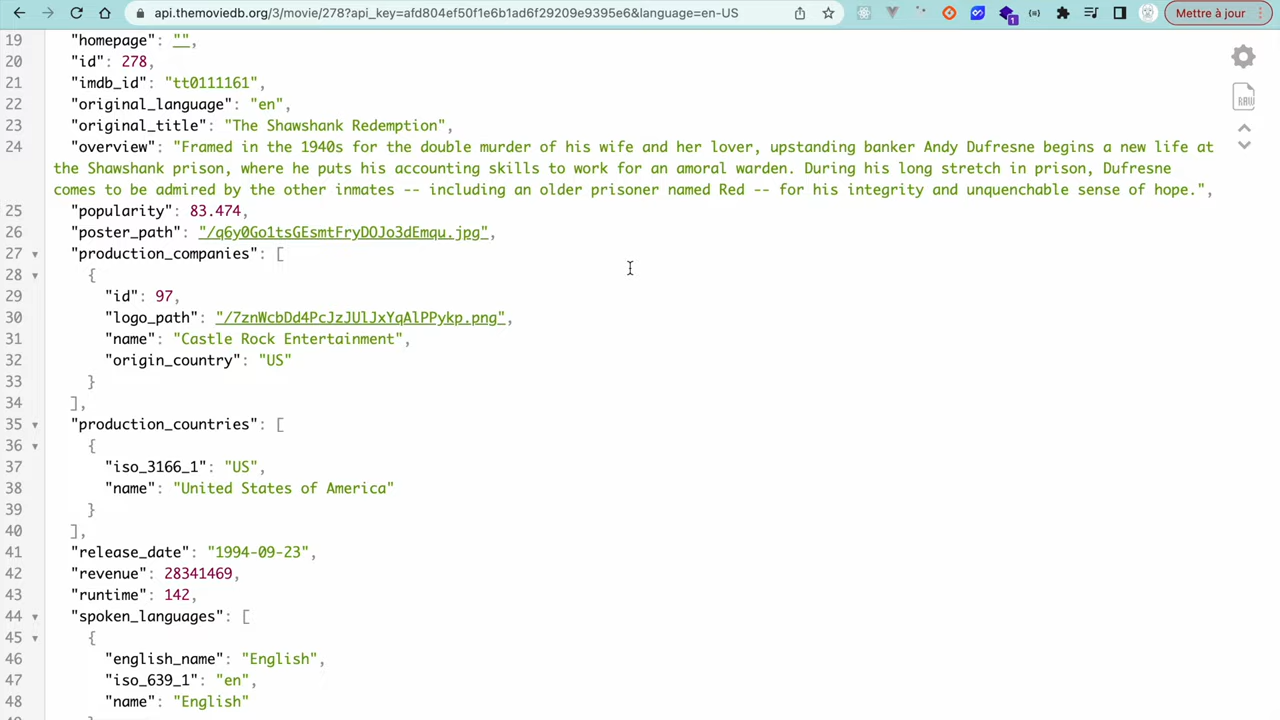 api.themoviedb.org/3/movie/278?api_key=afd804ef50f1e6b1ad6f29209e9395e6&language=en-US
1
Mettre à jour
19 "homepage": "",
20 "id": 278,
21 "imdb_id": "tt0111161",
22 "original_language": "en",
23 "original_title": "The Shawshank Redemption",
24 "overview": "Framed in the 1940s for the double murder of his wife and her lover, upstanding banker Andy Dufresne begins a new life at
the Shawshank prison, where he puts his accounting skills to work for an amoral warden. During his long stretch in prison, Dufresne
comes to be admired by the other inmates -- including an older prisoner named Red -- for his integrity and unquenchable sense of hope.",
25 "popularity": 83.474,
26 "poster_path": "/q6y0Go1tsGEsmtFryDOJo3dEmqu.jpg",
27 "production_companies": [
28 {
29 "id": 97,
30 "logo_path": "/7znWcbDd4PcJzJUlJxYqAlPPykp.png",
31 "name": "Castle Rock Entertainment",
32 "origin_country": "US"
33 }
34 ],
35 "production_countries": [
36 {
37 "iso_3166_1": "US",
38 "name": "United States of America"
39 }
40 ],
41 "release_date": "1994-09-23",
42 "revenue": 28341469,
43 "runtime": 142,
44 "spoken_languages": [
45 {
46 "english_name": "English",
47 "iso_639_1": "en",
48 "name": "English"
RAW